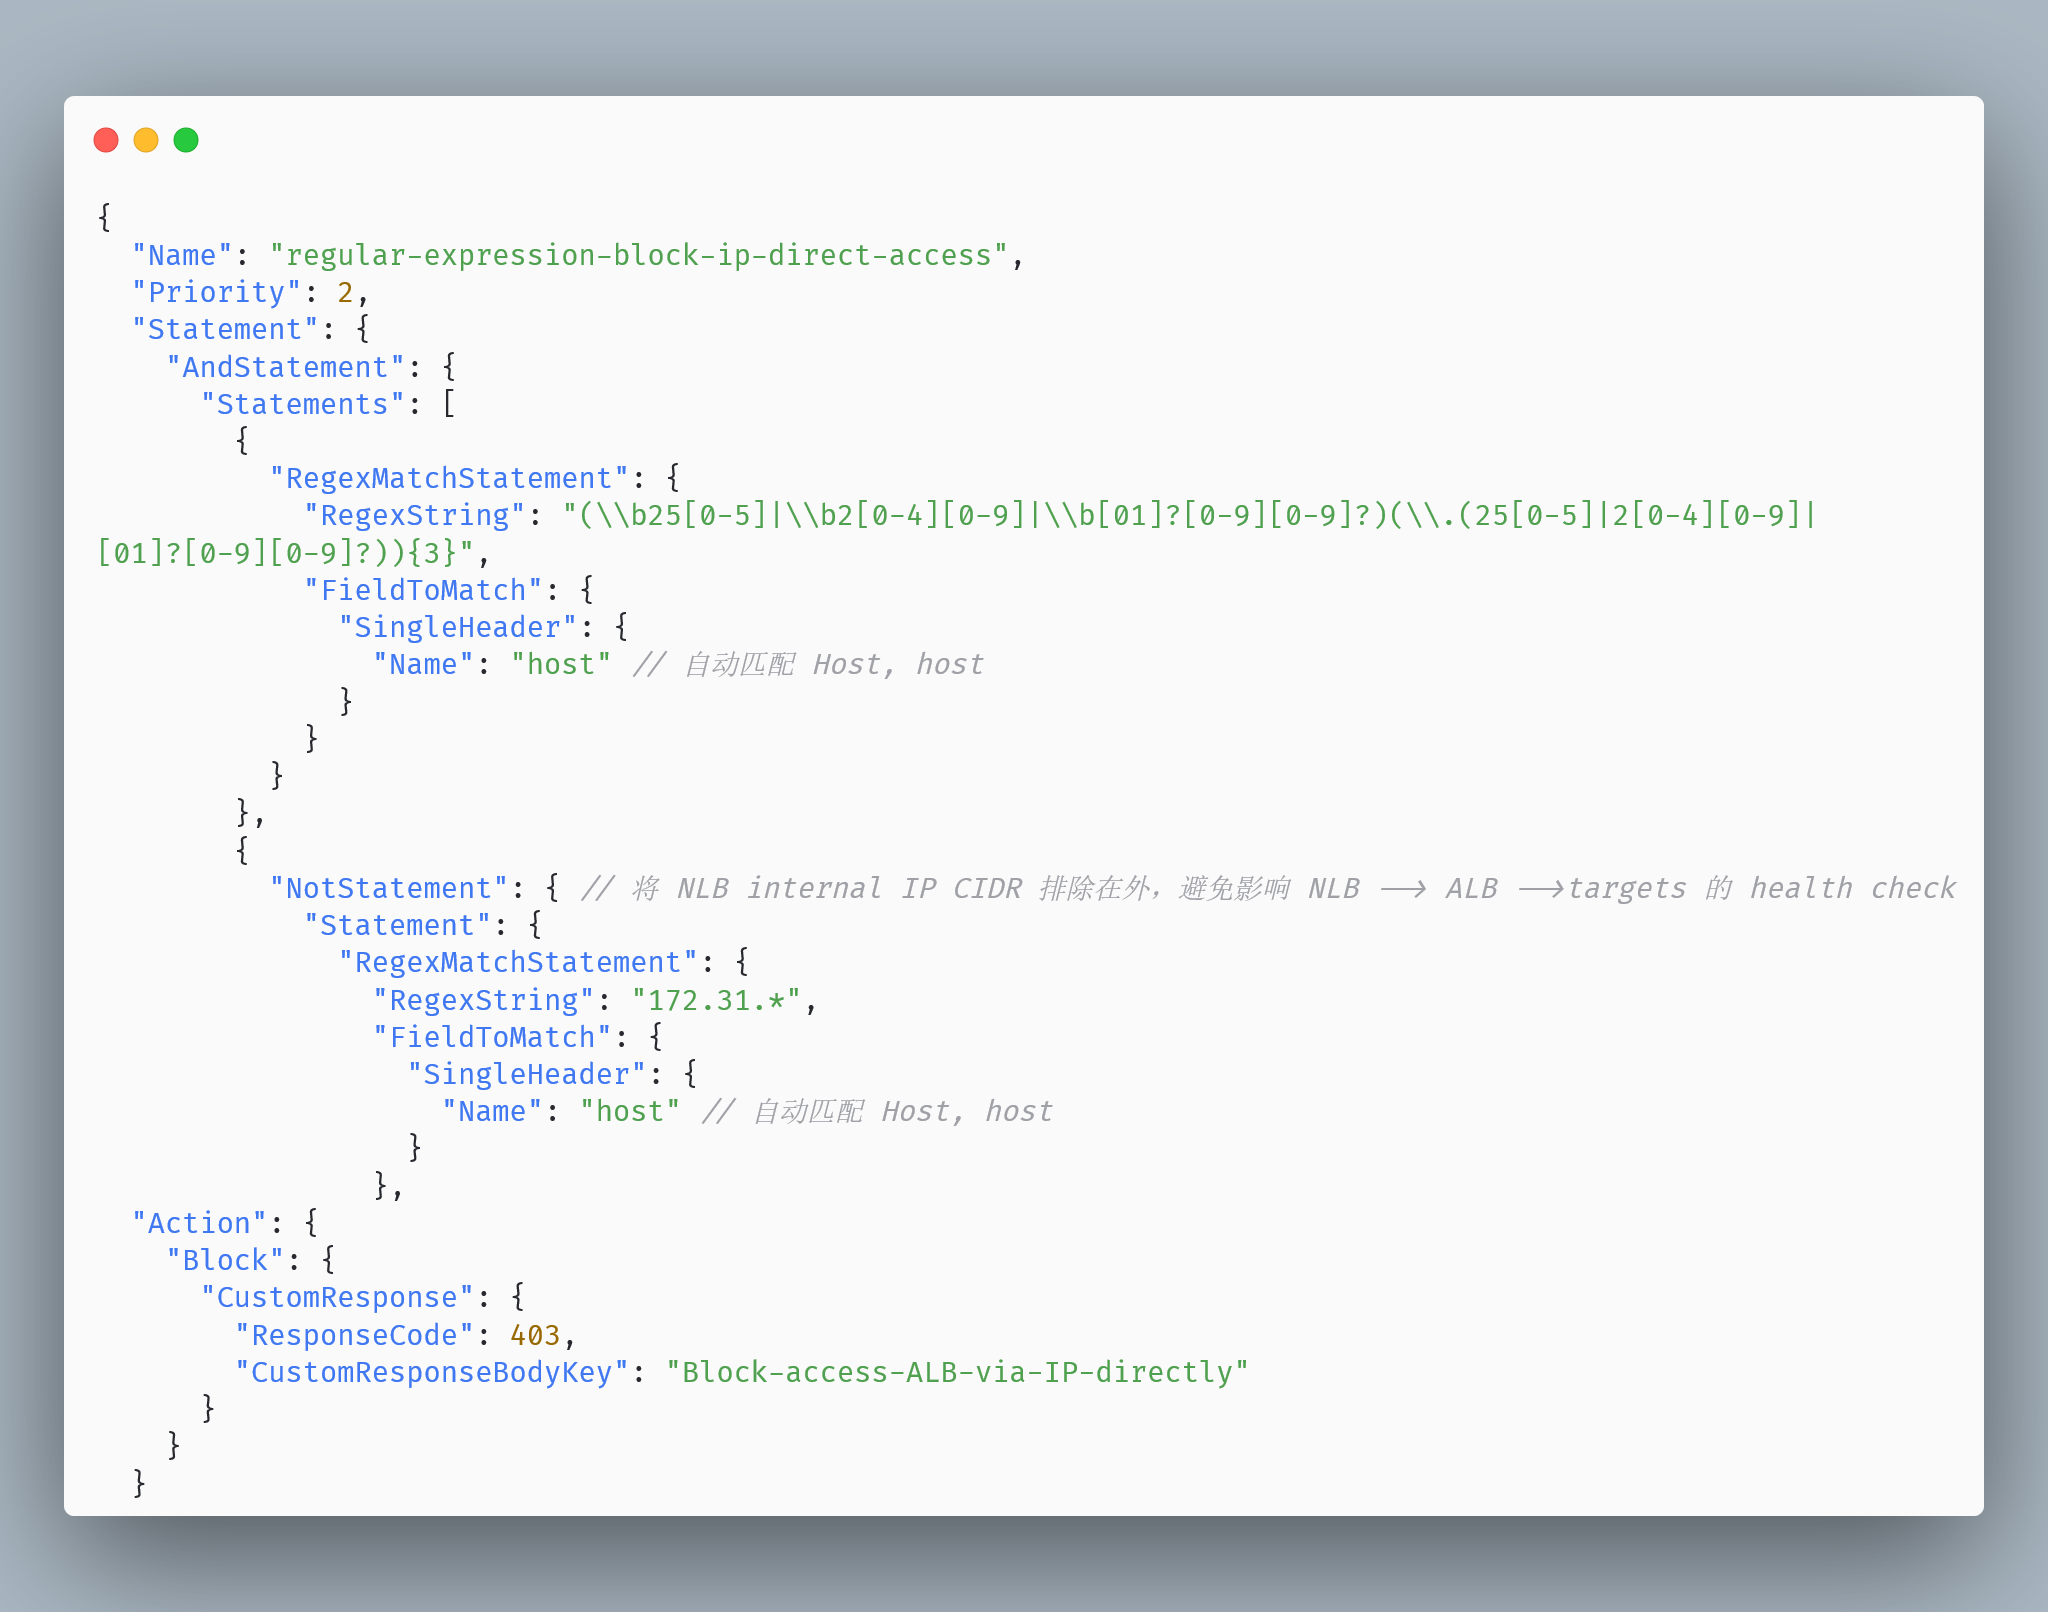 {
  "Name": "regular-expression-block-ip-direct-access",
  "Priority": 2,
  "Statement": {
    "AndStatement": {
      "Statements": [
        {
          "RegexMatchStatement": {
            "RegexString": "(\\b25[0-5]|\\b2[0-4][0-9]|\\b[01]?[0-9][0-9]?)(\\.(25[0-5]|2[0-4][0-9]|
[01]?[0-9][0-9]?)){3}",
            "FieldToMatch": {
              "SingleHeader": {
                "Name": "host" // 自动匹配 Host, host
              }
            }
          }
        },
        {
          "NotStatement": { // 将 NLB internal IP CIDR 排除在外，避免影响 NLB --> ALB -->targets 的 health check
            "Statement": {
              "RegexMatchStatement": {
                "RegexString": "172.31.*",
                "FieldToMatch": {
                  "SingleHeader": {
                    "Name": "host" // 自动匹配 Host, host
                  }
                },
  "Action": {
    "Block": {
      "CustomResponse": {
        "ResponseCode": 403,
        "CustomResponseBodyKey": "Block-access-ALB-via-IP-directly"
      }
    }
  }